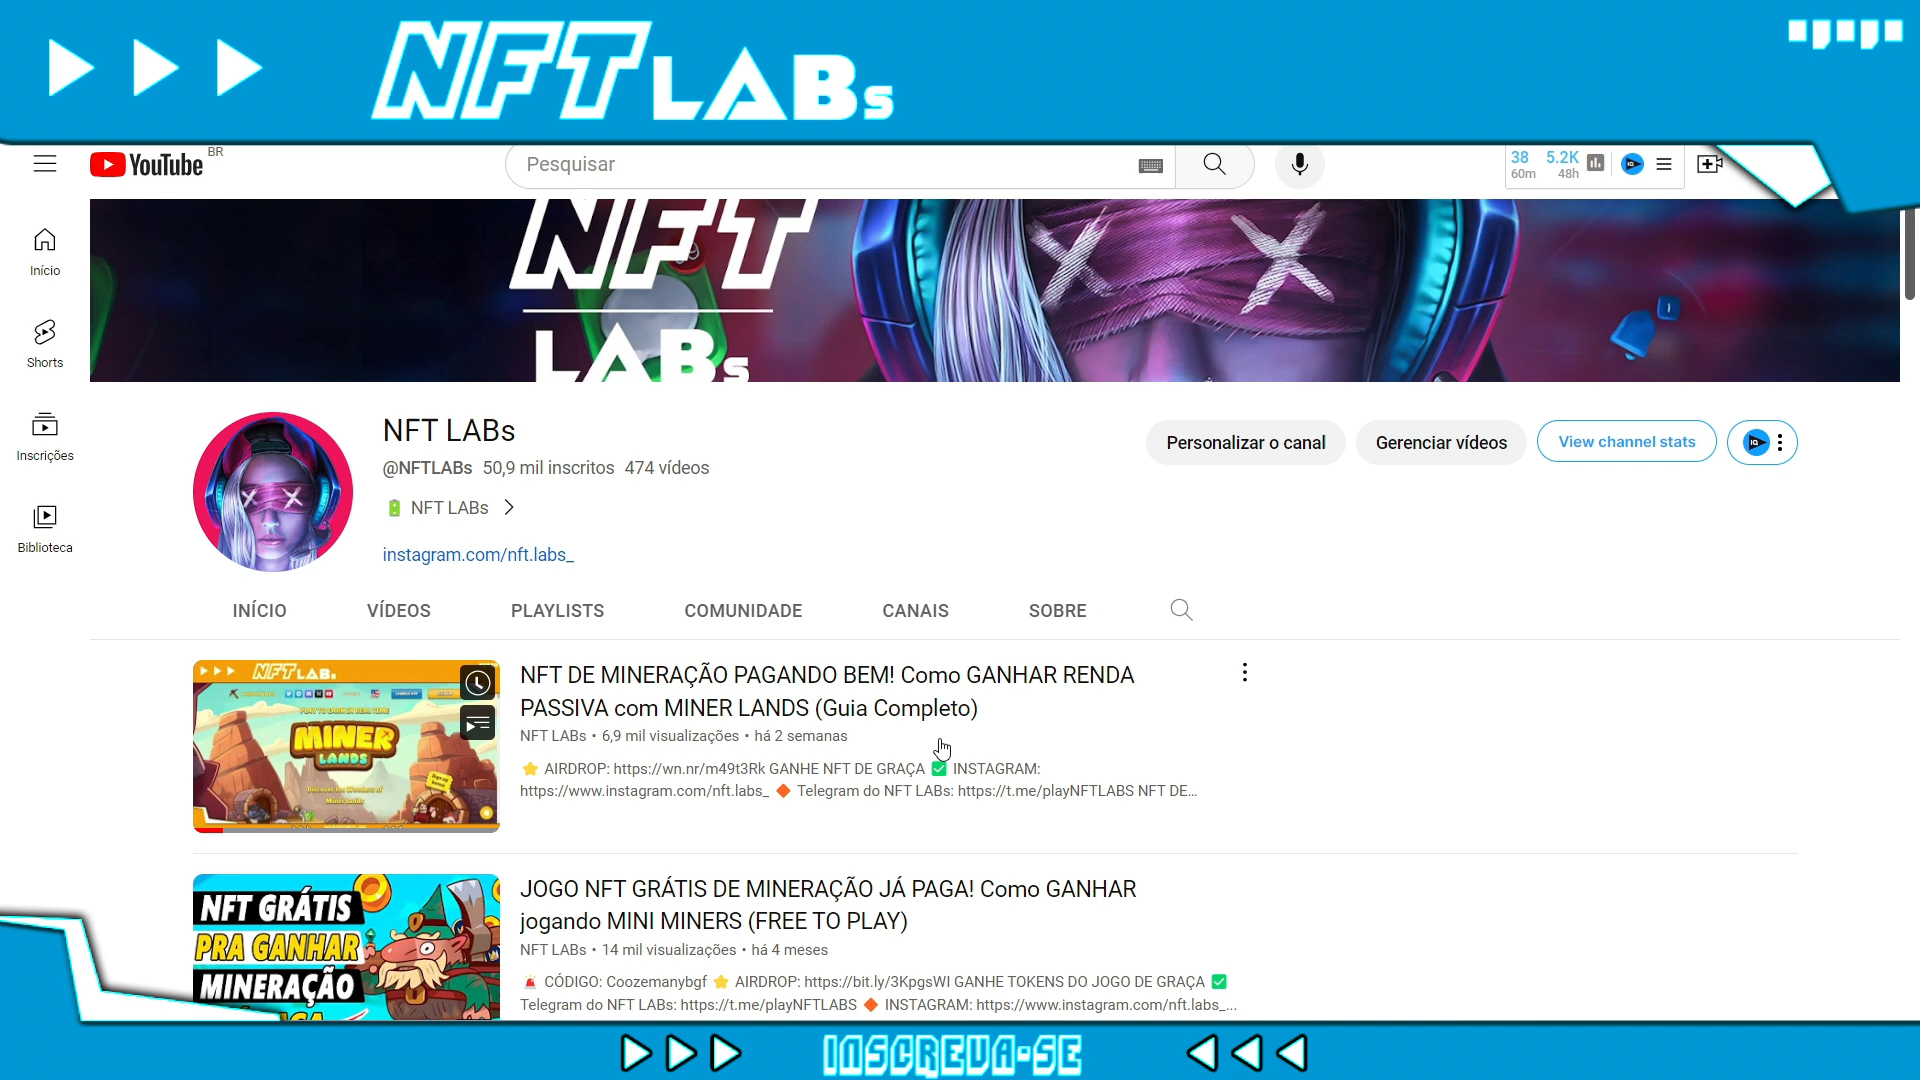 NFT LABs
YouTube BR
Pesquisar
38 5.2K
60m 48h
IQ
Início
Shorts
Inscrições
Biblioteca
NFT
LABs
1
NFT LABs
@NFTLABs 50,9 mil inscritos 474 vídeos
NFT LABs
instagram.com/nft.labs_
Personalizar o canal
Gerenciar vídeos
View channel stats
IQ
INÍCIO
VÍDEOS
PLAYLISTS
COMUNIDADE
CANAIS
SOBRE
NFT LABs
MINER
LANDS
NFT DE MINERAÇÃO PAGANDO BEM! Como GANHAR RENDA
PASSIVA com MINER LANDS (Guia Completo)
NFT LABs • 6,9 mil visualizações • há 2 semanas
⭐ AIRDROP: https://wn.nr/m49t3Rk GANHE NFT DE GRAÇA ✅ INSTAGRAM:
https://www.instagram.com/nft.labs_ 🔶 Telegram do NFT LABs: https://t.me/playNFTLABS NFT DE...
NFT GRÁTIS
PRA GANHAR
MINERAÇÃO
JOGO NFT GRÁTIS DE MINERAÇÃO JÁ PAGA! Como GANHAR
jogando MINI MINERS (FREE TO PLAY)
NFT LABs • 14 mil visualizações • há 4 meses
🚨 CÓDIGO: Coozemanybgf ⭐ AIRDROP: https://bit.ly/3KpgsWI GANHE TOKENS DO JOGO DE GRAÇA ✅
Telegram do NFT LABs: https://t.me/playNFTLABS 🔶 INSTAGRAM: https://www.instagram.com/nft.labs_...
INSCREVA-SE